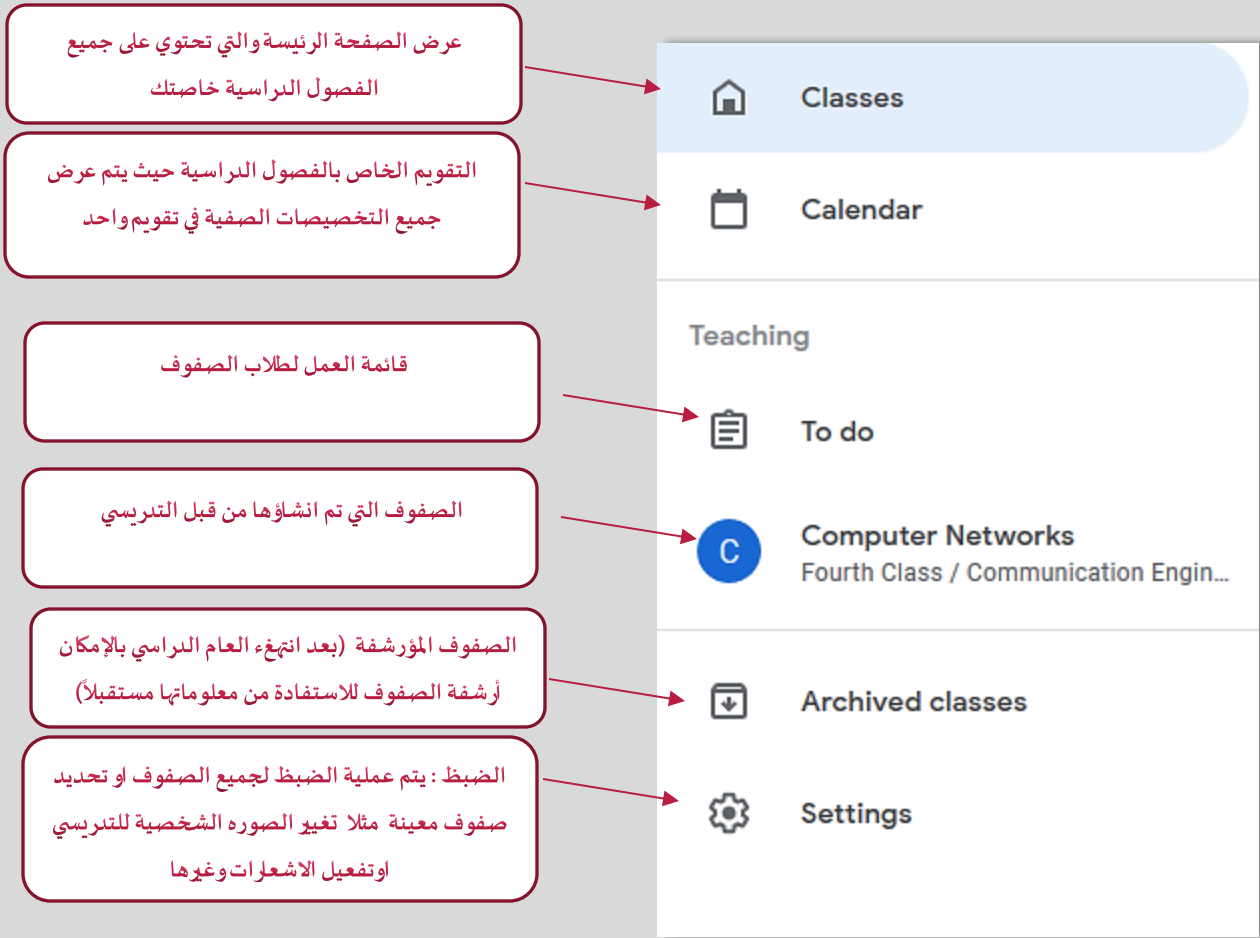 عرض الصفحة الرئيسة والتي تحتوي على جميع
الفصول الدراسية خاصتك
Classes
التقويم الخاص بالفصول الدراسية حيث يتم عرض
جميع التخصيصات الصفية في تقويم واحد
Calendar
Teaching
قائمة العمل لطلاب الصفوف
To do
الصفوف التي تم انشاؤها من قبل التدريسي
C
Computer Networks
Fourth Class / Communication Engin...
الصفوف المؤرشفة (بعد انتهغء العام الدراسي بالإمكان
أرشفة الصفوف للاستفادة من معلوماتها مستقبلاً)
Archived classes
الضبظ : يتم عملية الضبظ لجميع الصفوف او تحديد
صفوف معينة مثلا تغير الصوره الشخصية للتدريسي
اوتفعيل الاشعارات وغيرها
Settings